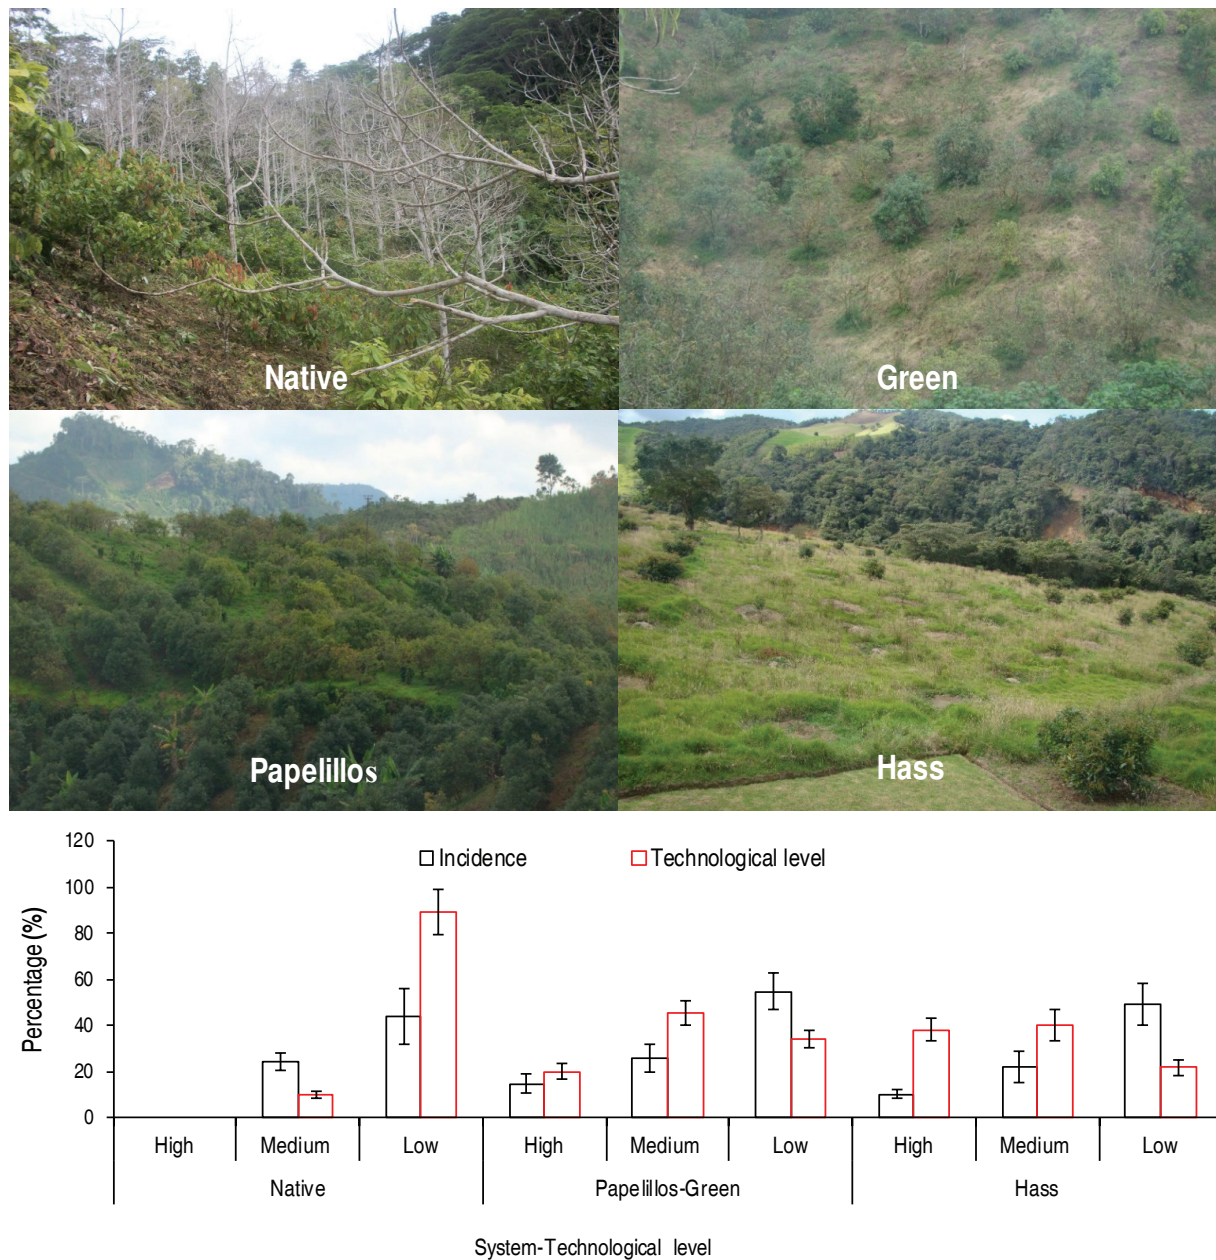 Native
Green
Papelillos
Hass
Incidence
Technological level
Percentage (%)
120
100
80
60
40
20
0
High Medium Low High Medium Low High Medium Low
Native Papelillos-Green Hass
System-Technological level